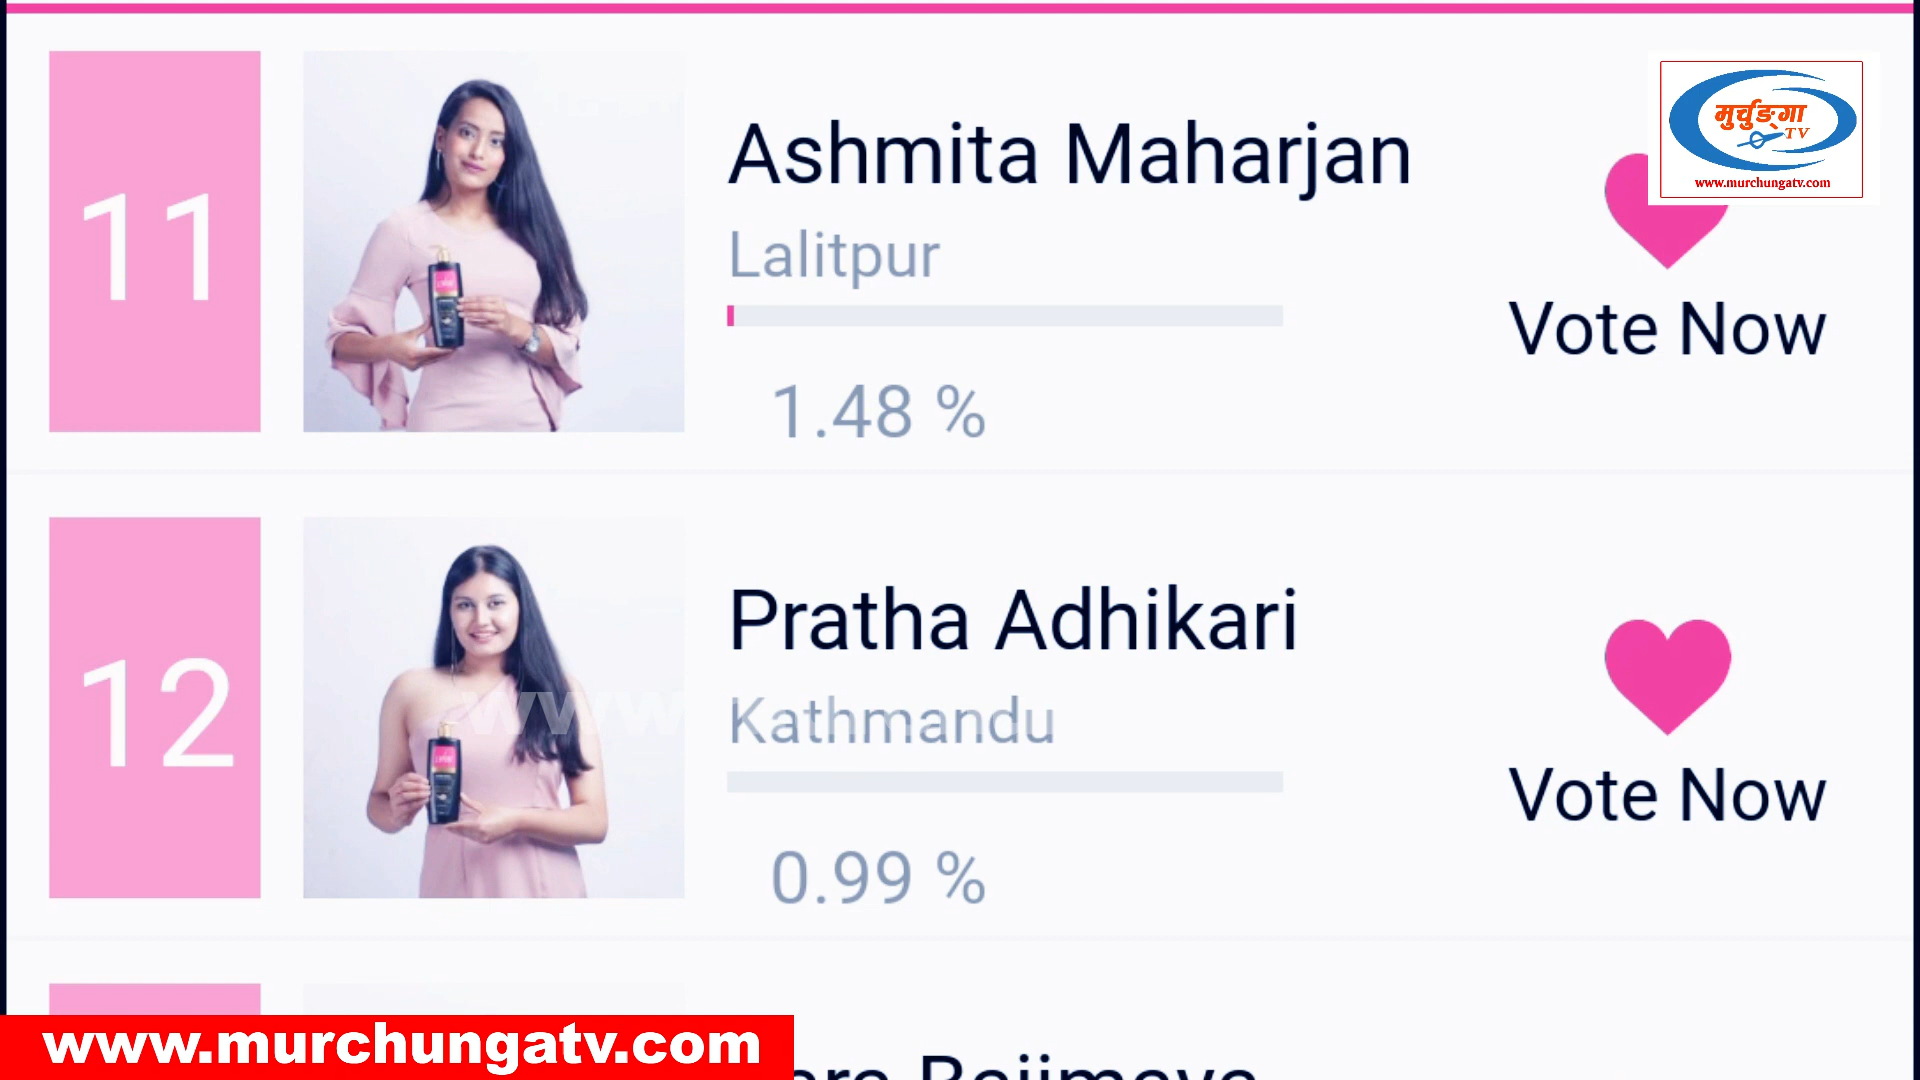 11
Ashmita Maharjan
Lalitpur
1.48 %
Vote Now
मुर्चुङ्गा
TV
www.murchungatv.com
12
Pratha Adhikari
Kathmandu
0.99 %
Vote Now
www
www.murchungatv.com